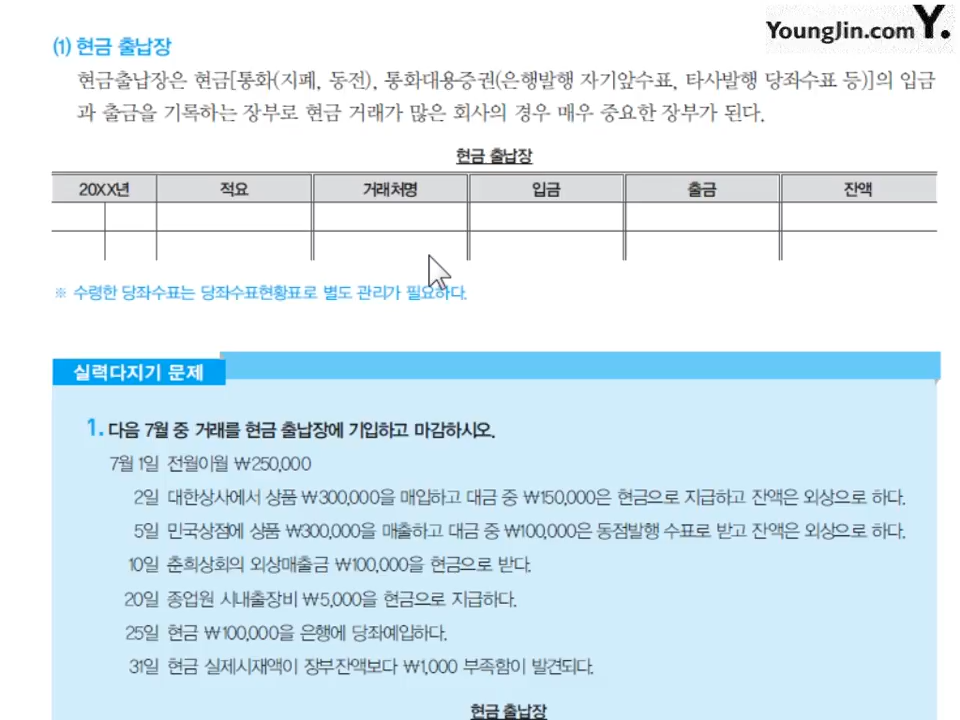 YoungJin.com Y.
(1) 현금 출납장
현금출납장은 현금[통화(지폐, 동전), 통화대용증권(은행발행 자기앞수표, 타사발행 당좌수표 등)]의 입금
과 출금을 기록하는 장부로 현금 거래가 많은 회사의 경우 매우 중요한 장부가 된다.
현금 출납장
20XX년 적요 거래처명 입금 출금 잔액
※ 수령한 당좌수표는 당좌수표현황표로 별도 관리가 필요하다.
실력다지기 문제
1. 다음 7월 중 거래를 현금 출납장에 기입하고 마감하시오.
7월 1일 전월이월 ₩250,000
2일 대한상사에서 상품 ₩300,000을 매입하고 대금 중 ₩150,000은 현금으로 지급하고 잔액은 외상으로 하다.
5일 민국상점에 상품 ₩300,000을 매출하고 대금 중 ₩100,000은 동점발행 수표로 받고 잔액은 외상으로 하다.
10일 춘희상회의 외상매출금 ₩100,000을 현금으로 받다.
20일 종업원 시내출장비 ₩5,000을 현금으로 지급하다.
25일 현금 ₩100,000을 은행에 당좌예입하다.
31일 현금 실제시재액이 장부잔액보다 ₩1,000 부족함이 발견되다.
현금 출납장